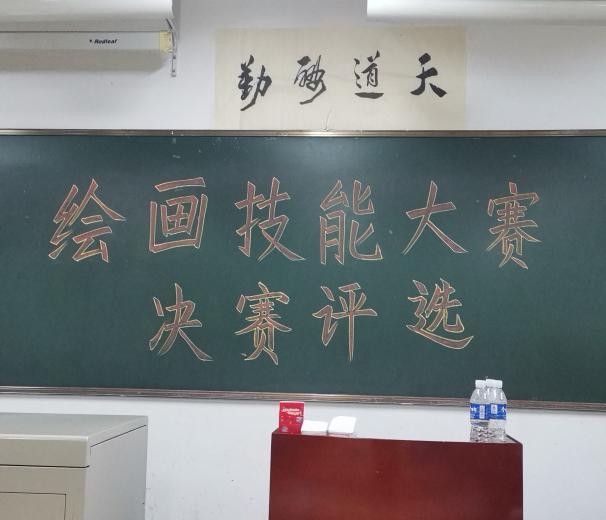 Redleaf
天道酬勤
绘画技能大赛
决赛评选